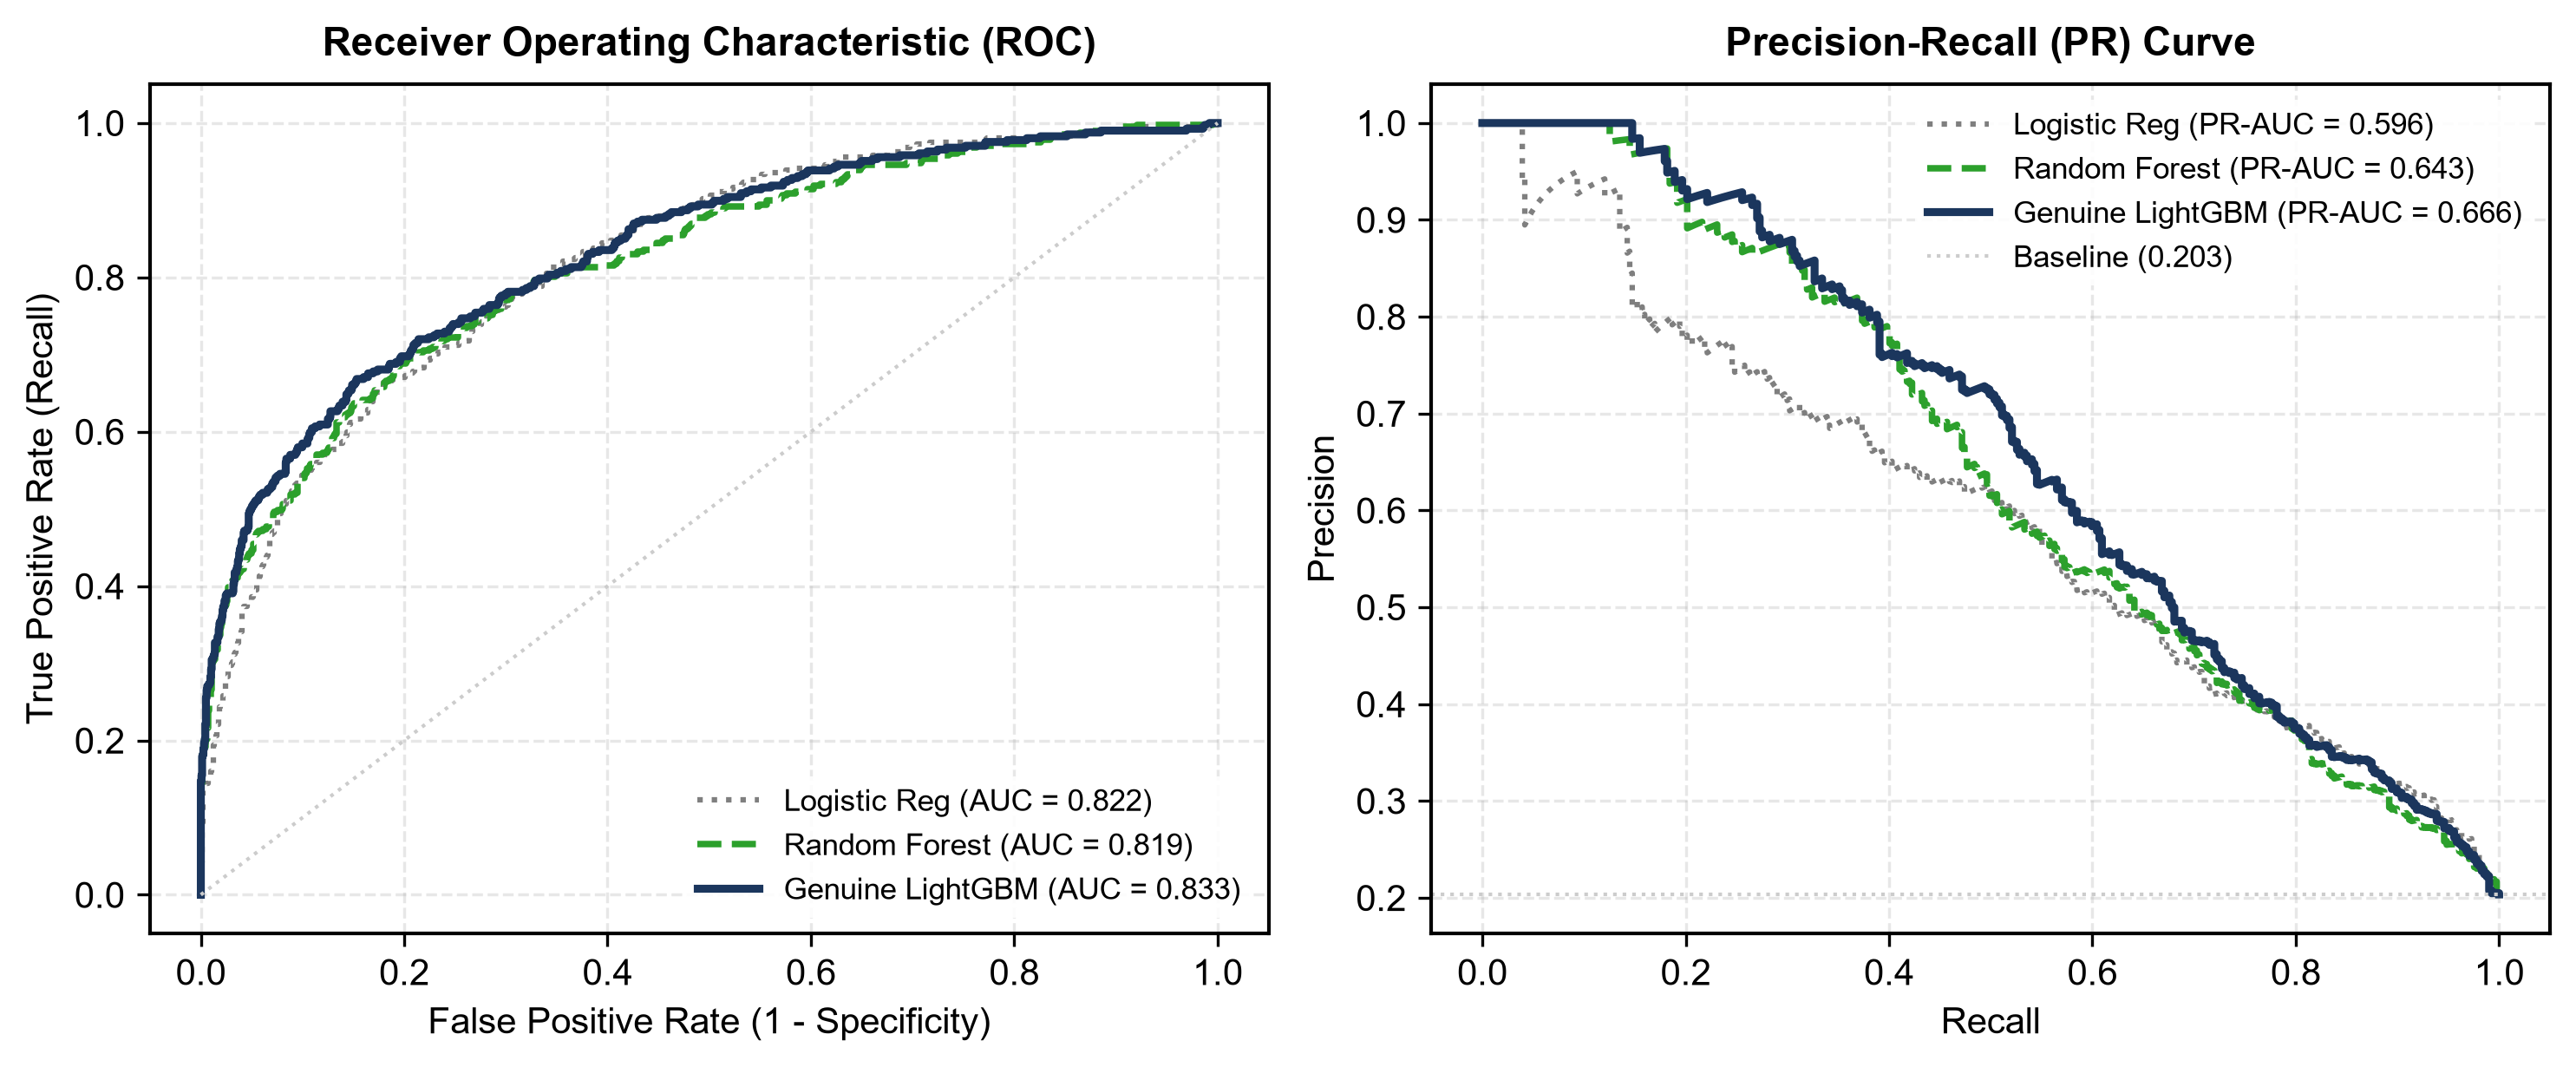 Receiver Operating Characteristic (ROC)
True Positive Rate (Recall)
1.0
0.8
0.6
0.4
0.2
0.0
Logistic Reg (AUC = 0.822)
Random Forest (AUC = 0.819)
Genuine LightGBM (AUC = 0.833)
0.0 0.2 0.4 0.6 0.8 1.0
False Positive Rate (1 - Specificity)
Precision-Recall (PR) Curve
Precision
1.0
0.9
0.8
0.7
0.6
0.5
0.4
0.3
0.2
Logistic Reg (PR-AUC = 0.596)
Random Forest (PR-AUC = 0.643)
Genuine LightGBM (PR-AUC = 0.666)
Baseline (0.203)
0.0 0.2 0.4 0.6 0.8 1.0
Recall